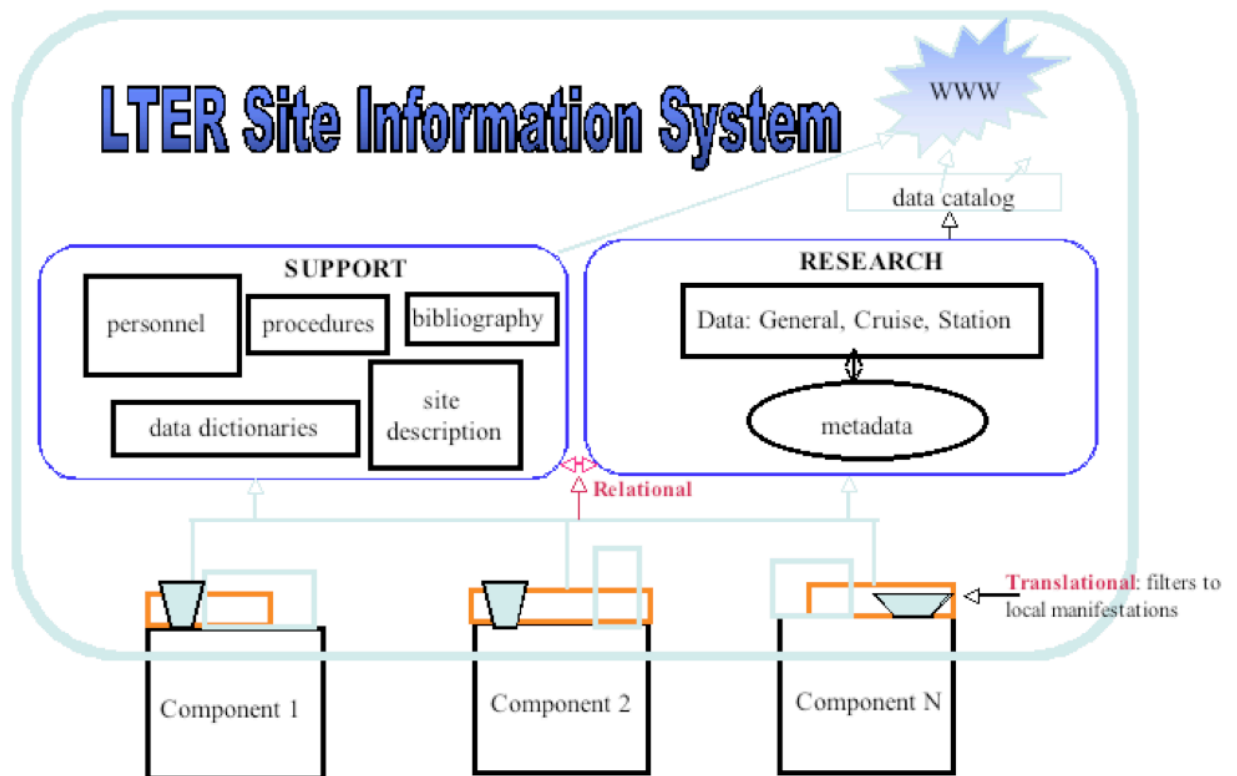 LTER Site Information System
WWW
data catalog
SUPPORT
personnel
procedures
bibliography
data dictionaries
site
description
RESEARCH
Data: General, Cruise, Station
metadata
Relational
Translational: filters to
local manifestations
Component 1
Component 2
Component N